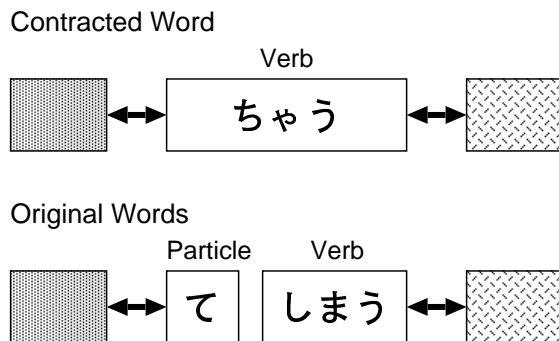 Contracted Word
Verb
ちゃう
Original Words
Particle Verb
て しまう